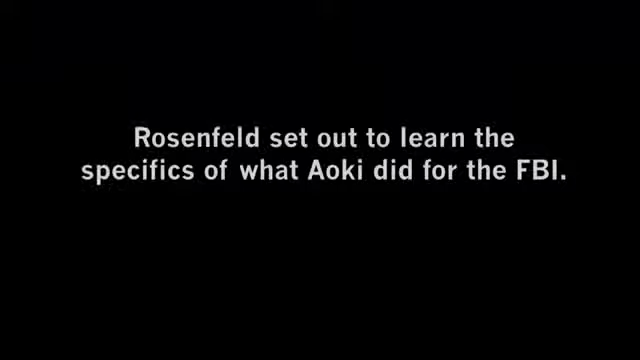 Rosenfeld set out to learn the
specifics of what Aoki did for the FBI.